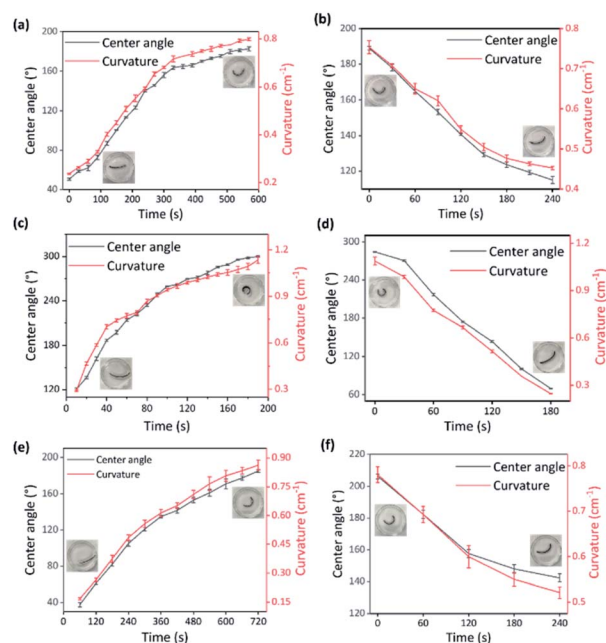 (a)
Center angle
Curvature
Center angle (°)
200
160
120
80
40
Curvature (cm⁻¹)
0.8
0.6
0.4
0.2
0 100 200 300 400 500 600
Time (s)
(b)
Center angle
Curvature
Center angle (°)
200
180
160
140
120
Curvature (cm⁻¹)
0.8
0.7
0.6
0.5
0.4
0 60 120 180 240
Time (s)
(c)
Center angle
Curvature
Center angle (°)
300
240
180
120
Curvature (cm⁻¹)
1.2
0.9
0.6
0.3
0 40 80 120 160 200
Time (s)
(d)
Center angle
Curvature
Center angle (°)
300
240
180
120
60
Curvature (cm⁻¹)
1.2
0.9
0.6
0.3
0 60 120 180
Time (s)
(e)
Center angle
Curvature
Center angle (°)
200
160
120
80
40
Curvature (cm⁻¹)
0.90
0.75
0.60
0.45
0.30
0.15
0 120 240 360 480 600 720
Time (s)
(f)
Center angle
Curvature
Center angle (°)
220
200
180
160
140
120
Curvature (cm⁻¹)
0.8
0.7
0.6
0.5
0 60 120 180 240
Time (s)